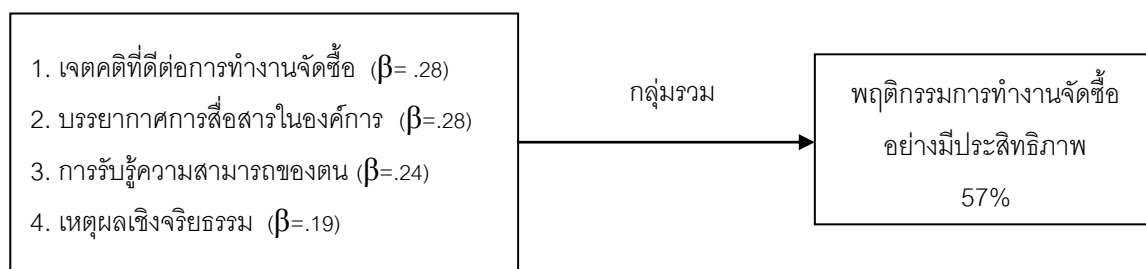 1. เจตคติที่ดีต่อการทำงานจัดซื้อ (β= .28)
2. บรรยากาศการสื่อสารในองค์การ (β=.28)
3. การรับรู้ความสามารถของตน (β=.24)
4. เหตุผลเชิงจริยธรรม (β=.19)
กลุ่มรวม
พฤติกรรมการทำงานจัดซื้อ
อย่างมีประสิทธิภาพ
57%